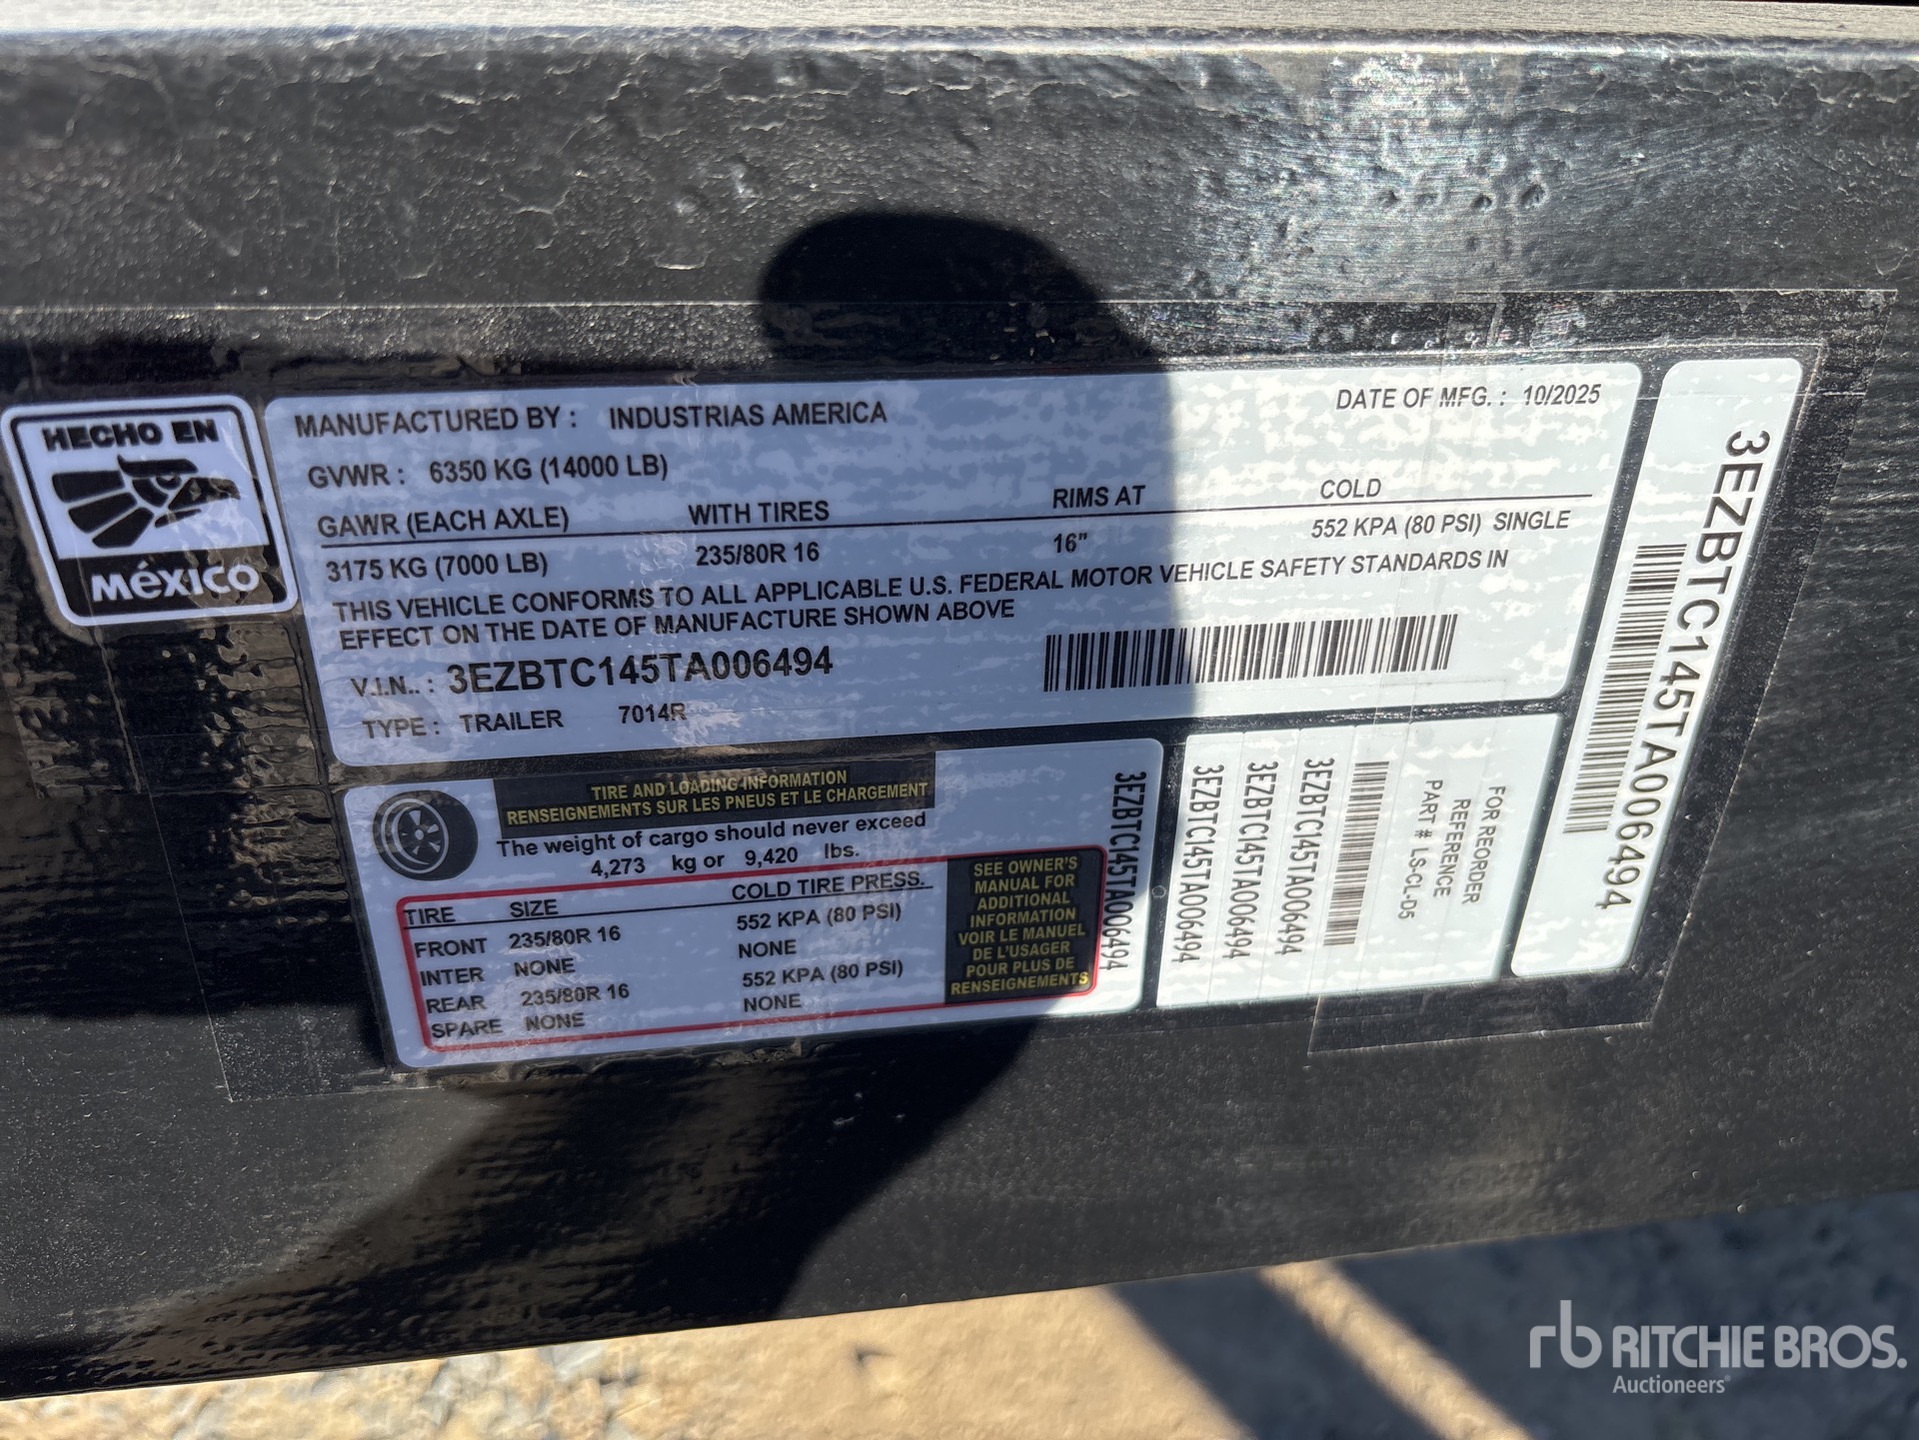 HECHO EN
MéXICO
MANUFACTURED BY : INDUSTRIAS AMERICA
DATE OF MFG. : 10/2025
GVWR : 6350 KG (14000 LB)
GAWR (EACH AXLE) WITH TIRES RIMS AT COLD
3175 KG (7000 LB) 235/80R 16 16" 552 KPA (80 PSI) SINGLE
THIS VEHICLE CONFORMS TO ALL APPLICABLE U.S. FEDERAL MOTOR VEHICLE SAFETY STANDARDS IN
EFFECT ON THE DATE OF MANUFACTURE SHOWN ABOVE
V.I.N.. : 3EZBTC145TA006494
TYPE : TRAILER 7014R
TIRE AND LOADING INFORMATION
RENSEIGNEMENTS SUR LES PNEUS ET LE CHARGEMENT
The weight of cargo should never exceed
4,273 kg or 9,420 lbs.
TIRE SIZE COLD TIRE PRESS.
FRONT 235/80R 16 552 KPA (80 PSI)
INTER NONE NONE
REAR 235/80R 16 552 KPA (80 PSI)
SPARE NONE NONE
SEE OWNER'S
MANUAL FOR
ADDITIONAL
INFORMATION
VOIR LE MANUEL
DE L'USAGER
POUR PLUS DE
RENSEIGNEMENTS
3EZBTC145TA006494
3EZBTC145TA006494
3EZBTC145TA006494
3EZBTC145TA006494
FOR REORDER
REFERENCE
PART # LS-CL-D5
3EZBTC145TA006494
rb RITCHIE BROS.
Auctioneers